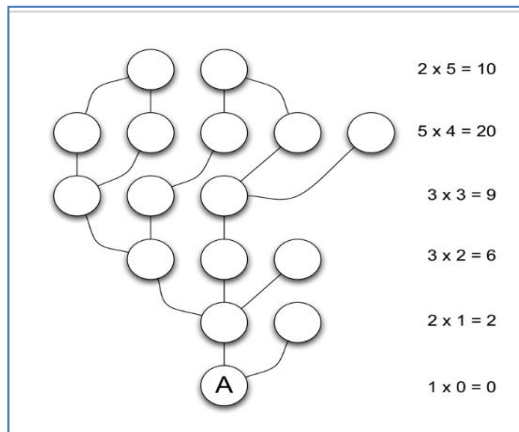 2 x 5 = 10
5 x 4 = 20
3 x 3 = 9
3 x 2 = 6
2 x 1 = 2
A
1 x 0 = 0